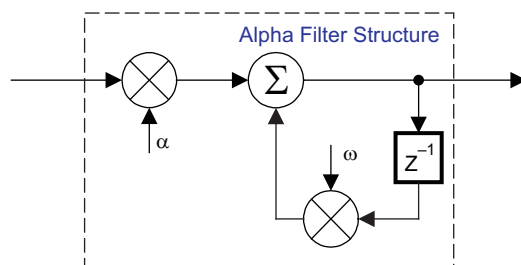 Alpha Filter Structure
Σ
α
ω
Z⁻¹